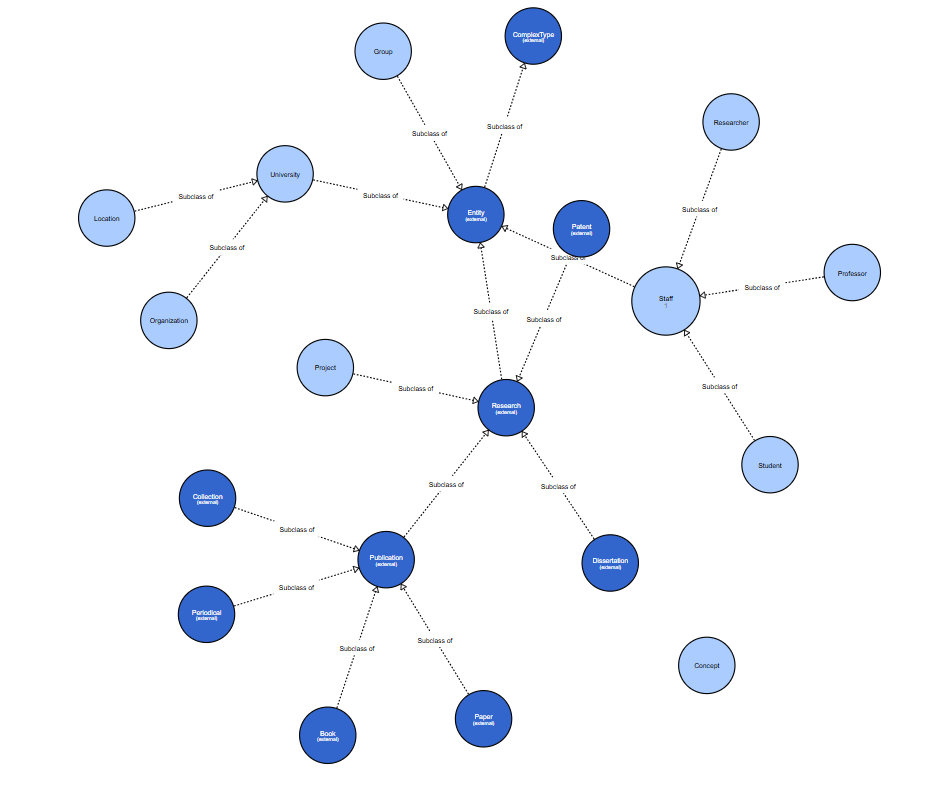 ComplexType
(external)
Group
Researcher
Subclass of
Subclass of
University
Subclass of
Subclass of
Subclass of
Location
Entity
(external)
Patent
(external)
Subclass of
Subclass of
Professor
Subclass of
Staff
1
Subclass of
Subclass of
Organization
Project
Subclass of
Subclass of
Research
(external)
Student
Subclass of
Subclass of
Collection
(external)
Subclass of
Publication
(external)
Dissertation
(external)
Subclass of
Periodical
(external)
Subclass of
Subclass of
Concept
Paper
(external)
Book
(external)